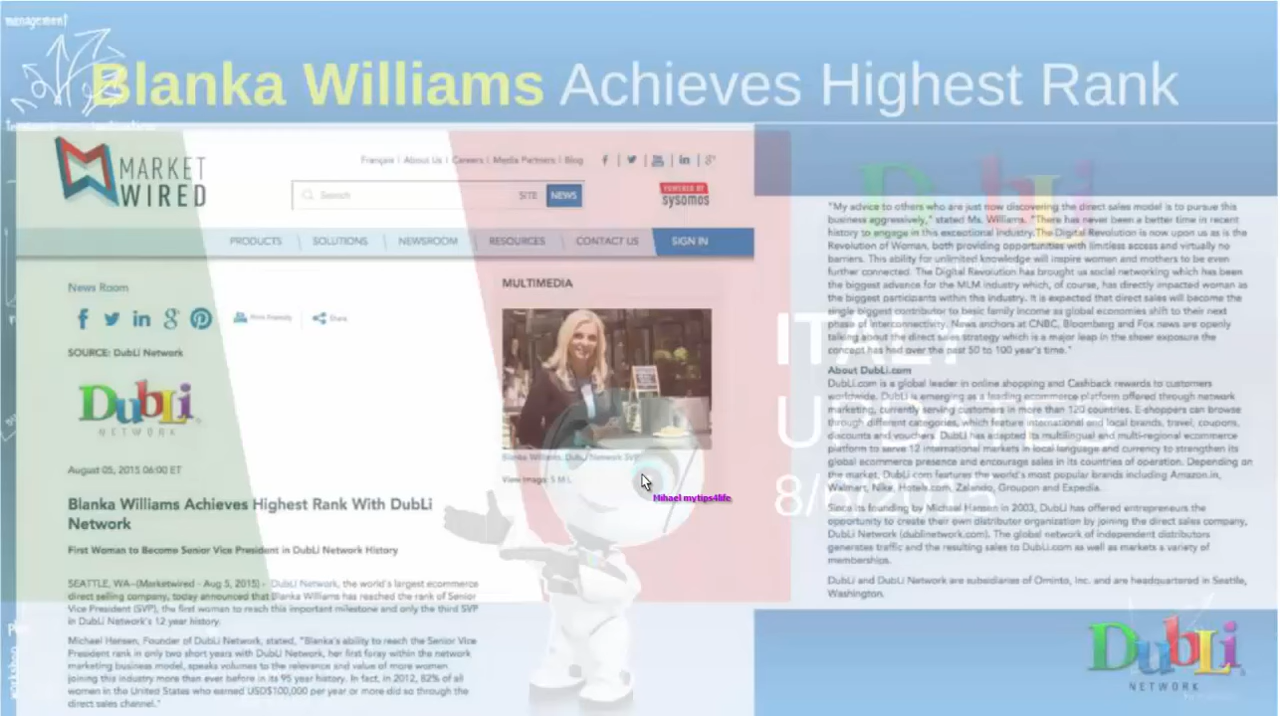 management
Blanka Williams Achieves Highest Rank
MARKET
WIRED
Français | About Us | Careers | Media Partners | Blog
Search
SITE
NEWS
POWERED BY
sysomos
PRODUCTS
SOLUTIONS
NEWSROOM
RESOURCES
CONTACT US
SIGN IN
News Room
Print Friendly
Share
SOURCE: DubLi Network
DubLi
NETWORK
August 05, 2015 06:00 ET
Blanka Williams Achieves Highest Rank With DubLi
Network
First Woman to Become Senior Vice President in DubLi Network History
SEATTLE, WA--(Marketwired - Aug 5, 2015) - DubLi Network, the world's largest ecommerce
direct selling company, today announced that Blanka Williams has reached the rank of Senior
Vice President (SVP), the first woman to reach this important milestone and only the third SVP
in DubLi Network's 12 year history.
Michael Hansen, Founder of DubLi Network, stated, "Blanka's ability to reach the Senior Vice
President rank in only two short years with DubLi Network, her first foray within the network
marketing business model, speaks volumes to the relevance and value of more women
joining this industry more than ever before in its 95 year history. In fact, in 2012, 82% of all
women in the United States who earned USD$100,000 per year or more did so through the
direct sales channel."
MULTIMEDIA
Blanka Williams, DubLi Network SVP
View Image: S M L
Mihael mytips4life
DubLi
"My advice to others who are just now discovering the direct sales model is to pursue this
business aggressively," stated Ms. Williams. "There has never been a better time in recent
history to engage in this exceptional industry. The Digital Revolution is now upon us as is the
Revolution of Woman, both providing opportunities with limitless access and virtually no
barriers. This ability for unlimited knowledge will inspire women and mothers to be even
further connected. The Digital Revolution has brought us social networking which has been
the biggest advance for the MLM industry which, of course, has directly impacted woman as
the biggest participants within the industry. It is expected that direct sales will become the
single biggest contributor to basic family income as global economies shift to their next
phase of interconnectivity. News anchors at CNBC, Bloomberg and Fox news are openly
talking about the direct sales strategy which is a major leap in the sheer exposure the
concept has had over the past 50 to 100 year's time."
ITALY
UPDATES
About DubLi.com
DubLi.com is a global leader in online shopping and Cashback rewards to customers
worldwide. DubLi is emerging as a leading ecommerce platform offered through network
marketing, currently serving customers in more than 120 countries. E-shoppers can browse
through different categories, which feature international and local brands, travel, coupons,
discounts and vouchers. DubLi has adapted its multilingual and multi-regional ecommerce
platform to serve 12 international markets in local language and currency to strengthen its
global ecommerce presence and encourage sales in its countries of operation. Depending on
the market, DubLi.com features the world's most popular brands including Amazon.in,
Walmart, Nike, Hotels.com, Zalando, Groupon and Expedia.
Since its founding by Michael Hansen in 2003, DubLi has offered entrepreneurs the
opportunity to create their own distributor organization by joining the direct sales company,
DubLi Network (dublinetwork.com). The global network of independent distributors
generates traffic and the resulting sales to DubLi.com as well as markets a variety of
memberships.
DubLi and DubLi Network are subsidiaries of Ominto, Inc. and are headquartered in Seattle,
Washington.
DubLi
NETWORK
workshop